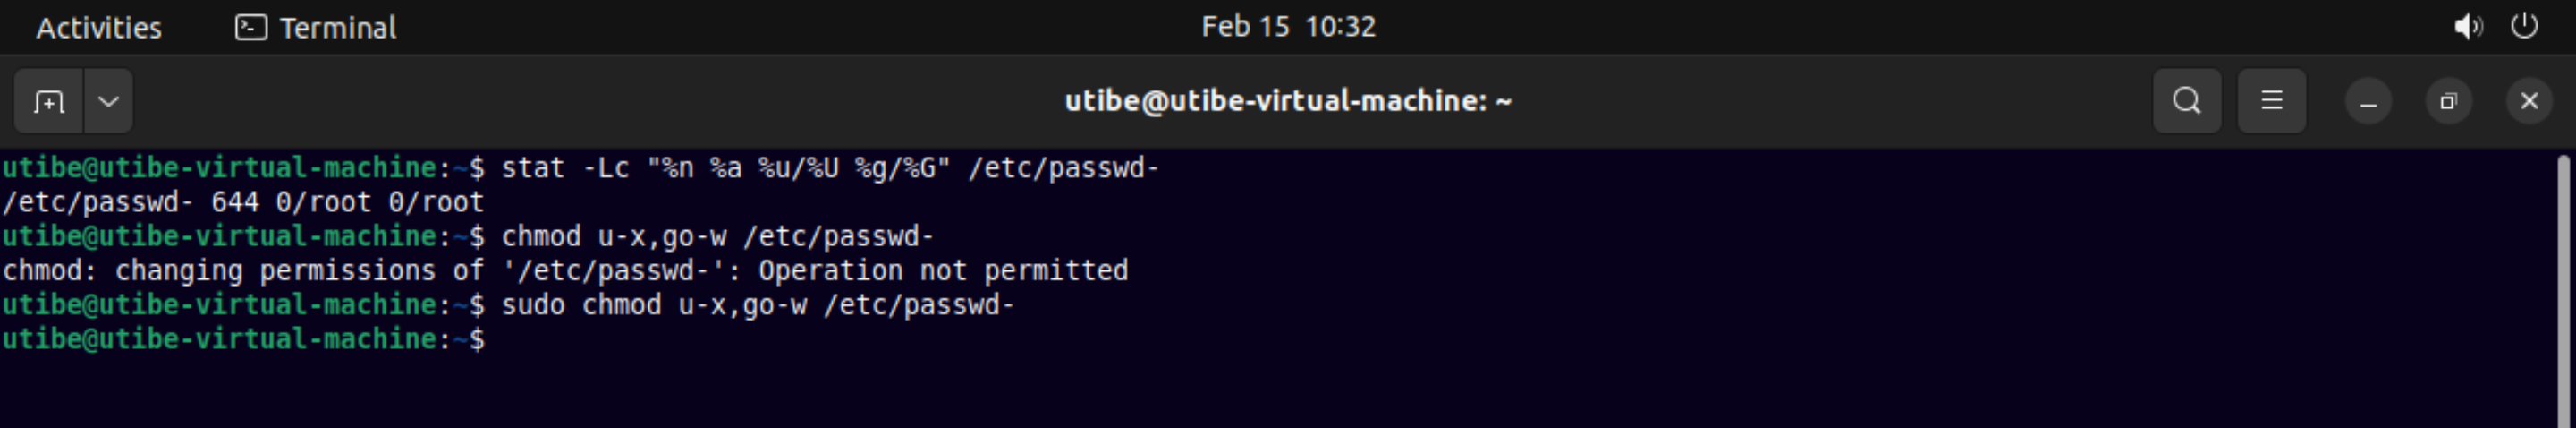 Activities Terminal Feb 15 10:32
utibe@utibe-virtual-machine: ~
utibe@utibe-virtual-machine:~$ stat -Lc "%n %a %u/%U %g/%G" /etc/passwd-
/etc/passwd- 644 0/root 0/root
utibe@utibe-virtual-machine:~$ chmod u-x,go-w /etc/passwd-
chmod: changing permissions of '/etc/passwd-': Operation not permitted
utibe@utibe-virtual-machine:~$ sudo chmod u-x,go-w /etc/passwd-
utibe@utibe-virtual-machine:~$